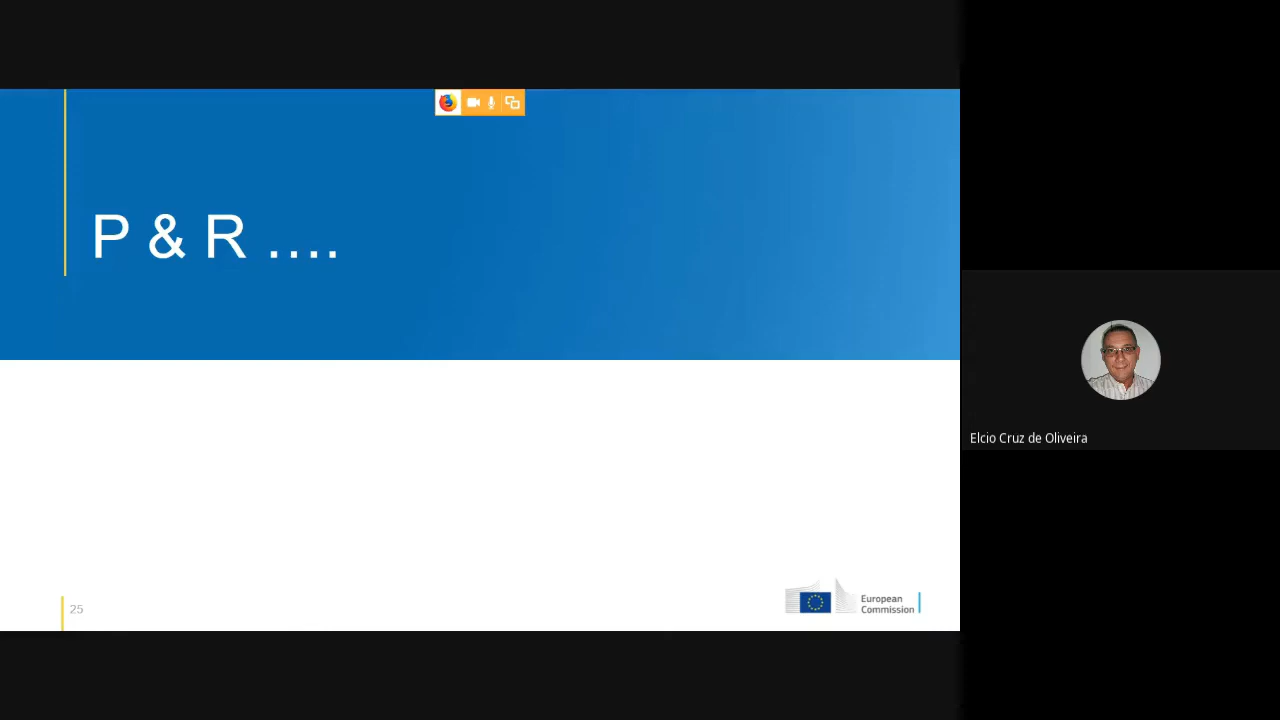 P & R ....
Elcio Cruz de Oliveira
25
European
Commission